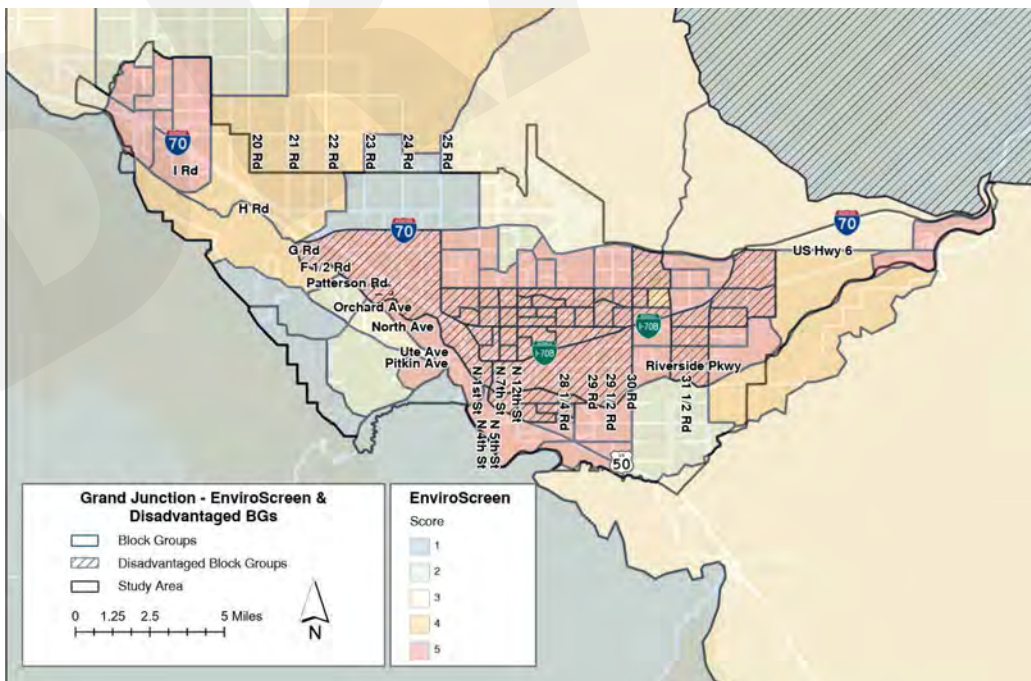 70
I Rd
20 Rd
21 Rd
22 Rd
23 Rd
24 Rd
25 Rd
H Rd
G Rd
70
F 1/2 Rd
Patterson Rd
Orchard Ave
North Ave
Ute Ave
Pitkin Ave
US Hwy 6
70
I-70B
I-70B
Riverside Pkwy
N 1st St
N 4th St
N 7th St
N 5th St
N 12th St
28 1/4 Rd
29 Rd
29 1/2 Rd
30 Rd
31 1/2 Rd
50
Grand Junction - EnviroScreen &
Disadvantaged BGs
Block Groups
Disadvantaged Block Groups
Study Area
0 1.25 2.5 5 Miles
N
EnviroScreen
Score
1
2
3
4
5